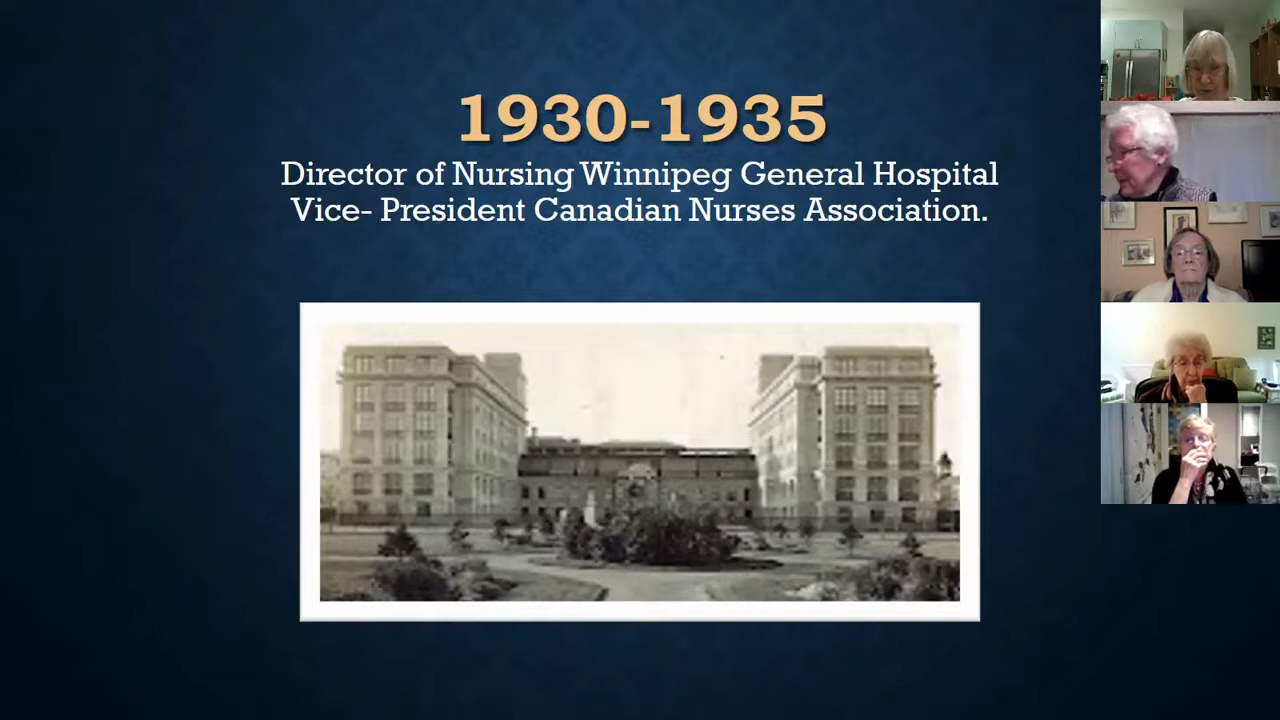 1930-1935
Director of Nursing Winnipeg General Hospital
Vice- President Canadian Nurses Association.